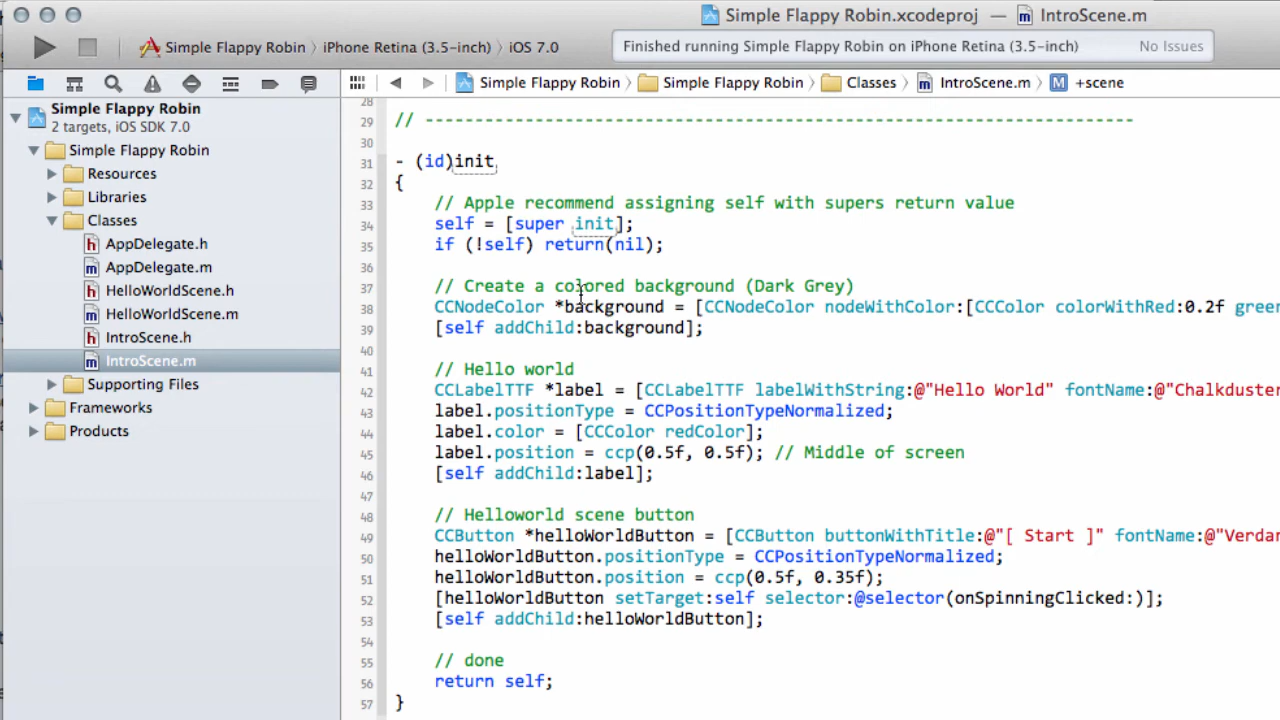 Simple Flappy Robin.xcodeproj — IntroScene.m
Simple Flappy Robin iPhone Retina (3.5-inch) iOS 7.0
Finished running Simple Flappy Robin on iPhone Retina (3.5-inch) No Issues
Simple Flappy Robin Simple Flappy Robin Classes IntroScene.m M +scene
Simple Flappy Robin
2 targets, iOS SDK 7.0
Simple Flappy Robin
Resources
Libraries
Classes
h AppDelegate.h
m AppDelegate.m
h HelloWorldScene.h
m HelloWorldScene.m
h IntroScene.h
m IntroScene.m
Supporting Files
Frameworks
Products
28
29 // -----------------------------------------------------------------------
30
31 - (id)init
32 {
33 // Apple recommend assigning self with supers return value
34 self = [super init];
35 if (!self) return(nil);
36
37 // Create a colored background (Dark Grey)
38 CCNodeColor *background = [CCNodeColor nodeWithColor:[CCColor colorWithRed:0.2f green
39 [self addChild:background];
40
41 // Hello world
42 CCLabelTTF *label = [CCLabelTTF labelWithString:@"Hello World" fontName:@"Chalkduster
43 label.positionType = CCPositionTypeNormalized;
44 label.color = [CCColor redColor];
45 label.position = ccp(0.5f, 0.5f); // Middle of screen
46 [self addChild:label];
47
48 // Helloworld scene button
49 CCButton *helloWorldButton = [CCButton buttonWithTitle:@"[ Start ]" fontName:@"Verdan
50 helloWorldButton.positionType = CCPositionTypeNormalized;
51 helloWorldButton.position = ccp(0.5f, 0.35f);
52 [helloWorldButton setTarget:self selector:@selector(onSpinningClicked:)];
53 [self addChild:helloWorldButton];
54
55 // done
56 return self;
57 }